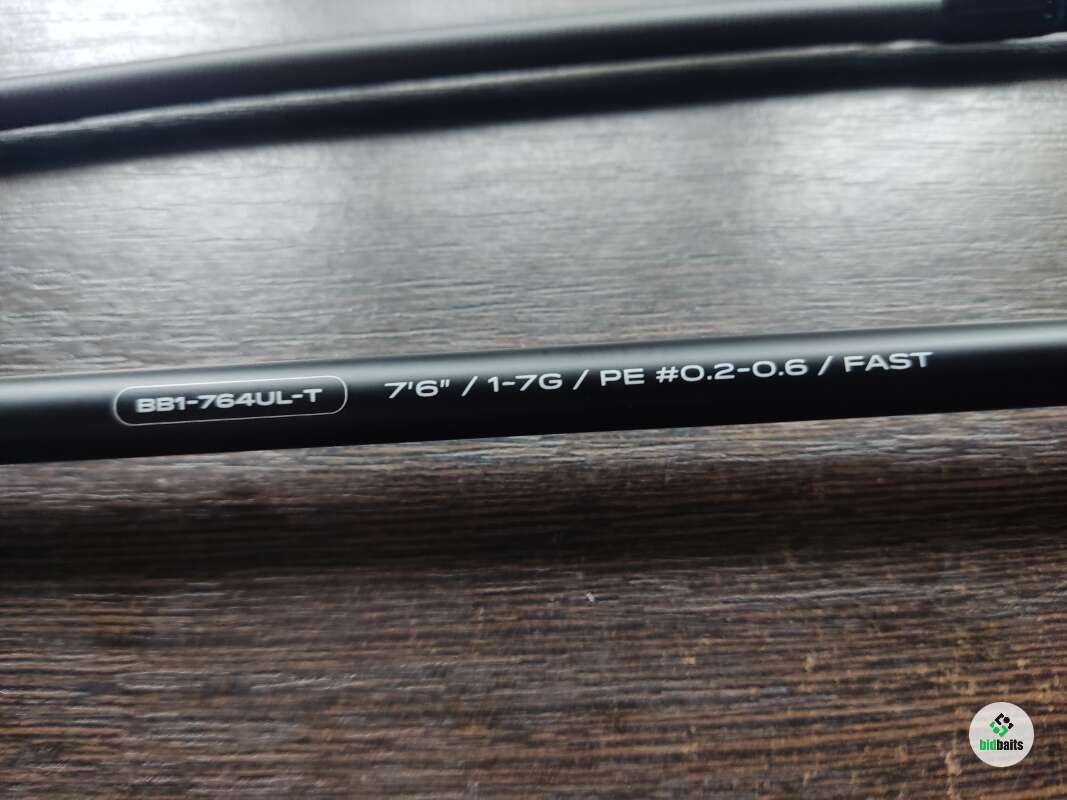 BB1-764UL-T 7'6" / 1-7G / PE #0.2-0.6 / FAST
bidbaits